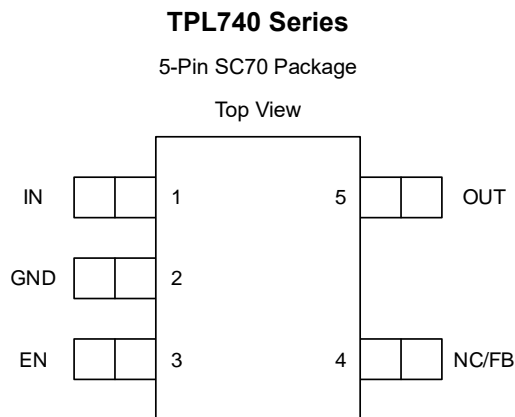 TPL740 Series
5-Pin SC70 Package
Top View
IN 1 5 OUT
GND 2
EN 3 4 NC/FB